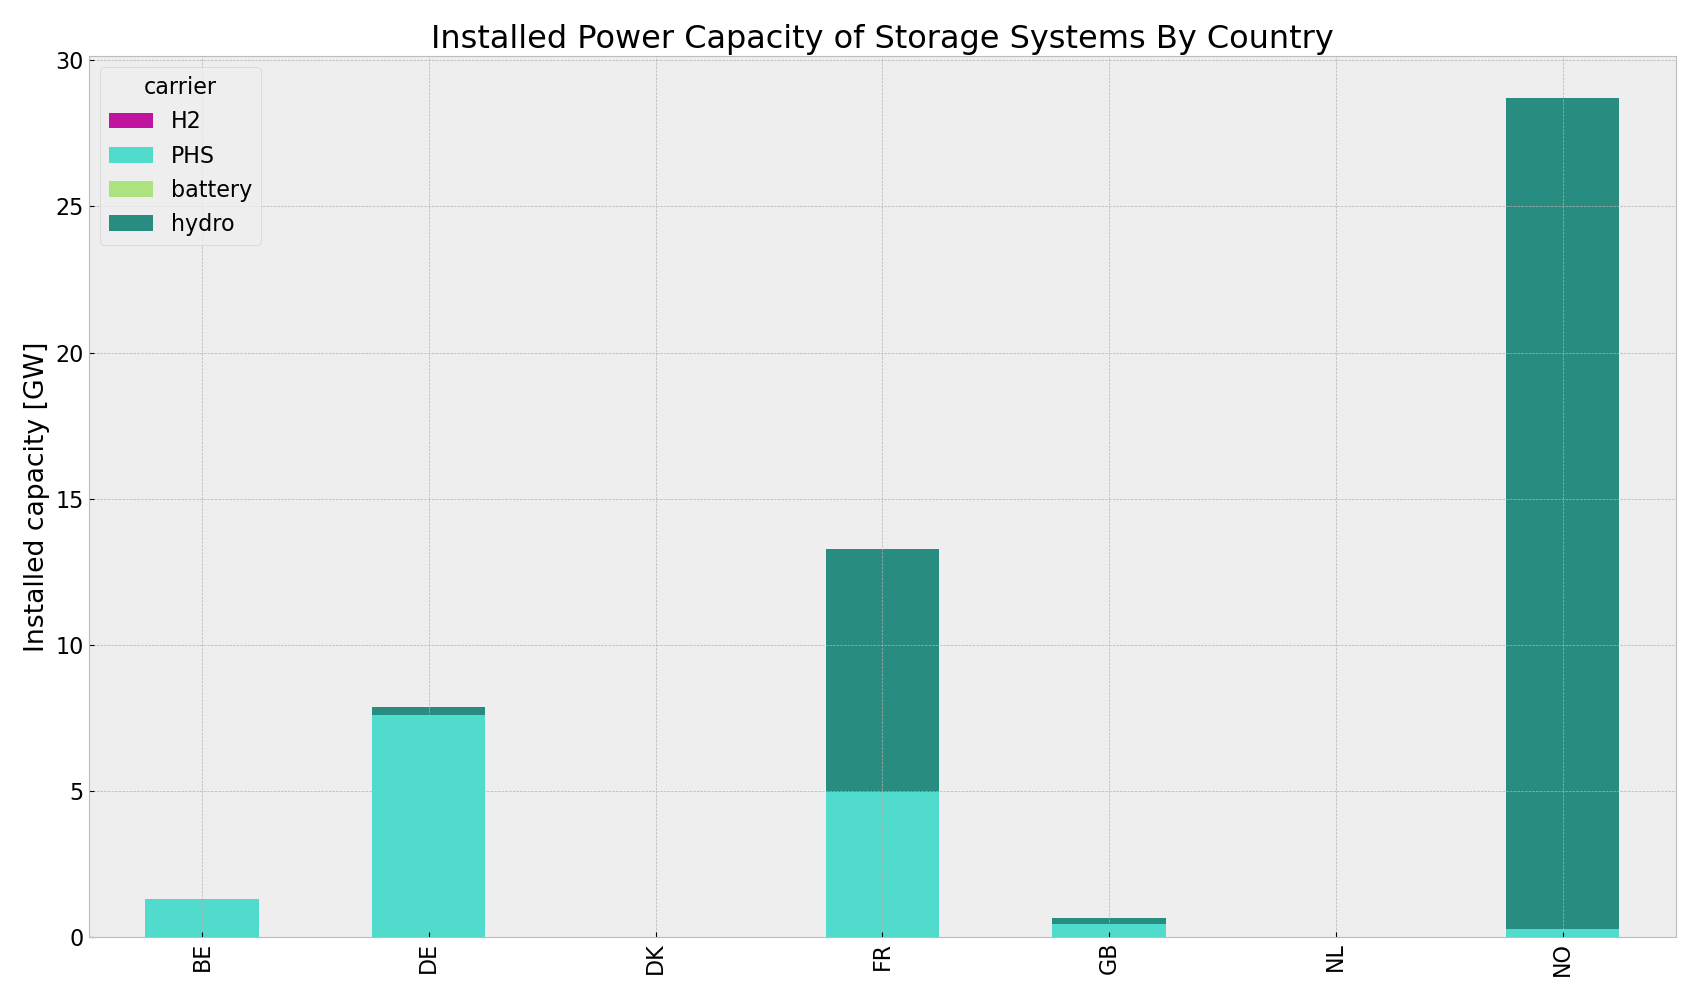 Installed Power Capacity of Storage Systems By Country
carrier
H2
PHS
battery
hydro
Installed capacity [GW]
30
25
20
15
10
5
0
BE
DE
DK
FR
GB
NL
NO